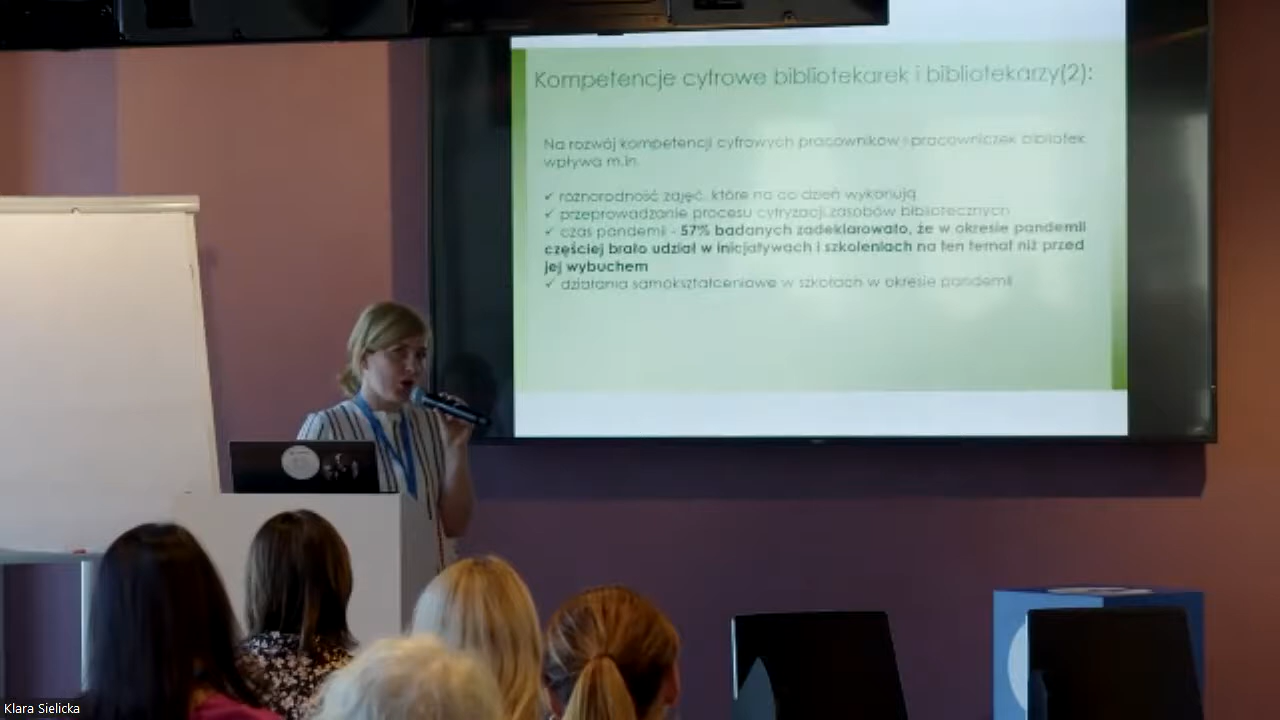 Kompetencje cyfrowe bibliotekarek i bibliotekarzy(2):
Na rozwój kompetencji cyfrowych pracowników i pracowniczek bibliotek
wpływa m.in.
✓ różnorodność zajęć, które na co dzień wykonują
✓ przeprowadzanie procesu cyfryzacji zasobów bibliotecznych
✓ czas pandemii - 57% badanych zadeklarowało, że w okresie pandemii
częściej brało udział w inicjatywach i szkoleniach na ten temat niż przed
jej wybuchem
✓ działania samokształceniowe w szkołach w okresie pandemii
Klara Sielicka